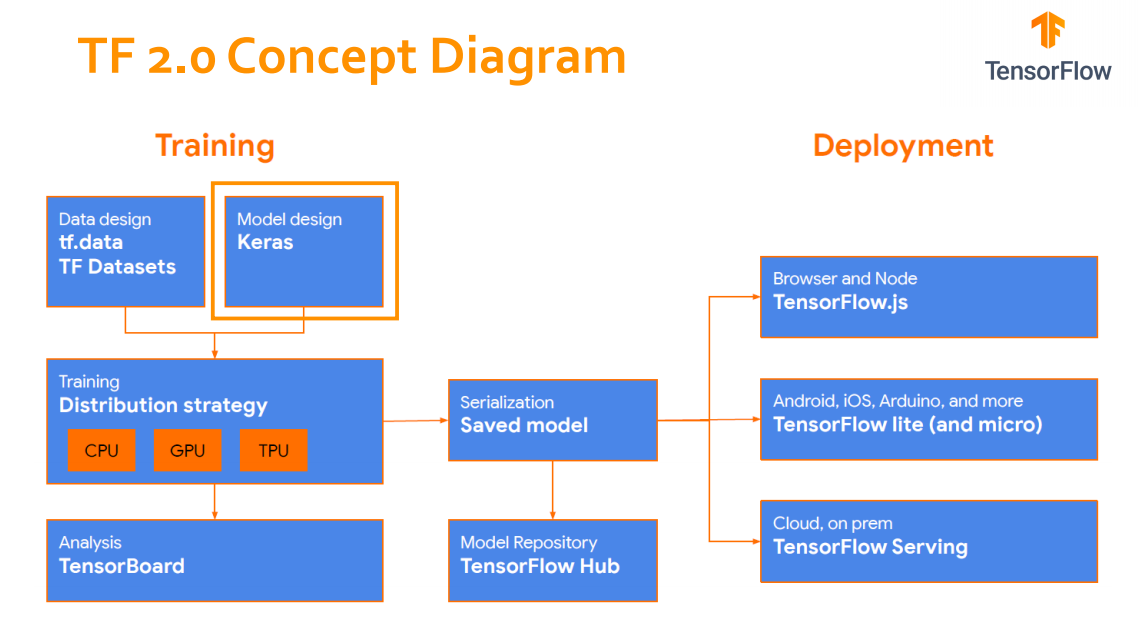 TF 2.0 Concept Diagram
TensorFlow
Training
Deployment
Data design
tf.data
TF Datasets
Model design
Keras
Training
Distribution strategy
CPU
GPU
TPU
Analysis
TensorBoard
Serialization
Saved model
Model Repository
TensorFlow Hub
Browser and Node
TensorFlow.js
Android, iOS, Arduino, and more
TensorFlow lite (and micro)
Cloud, on prem
TensorFlow Serving